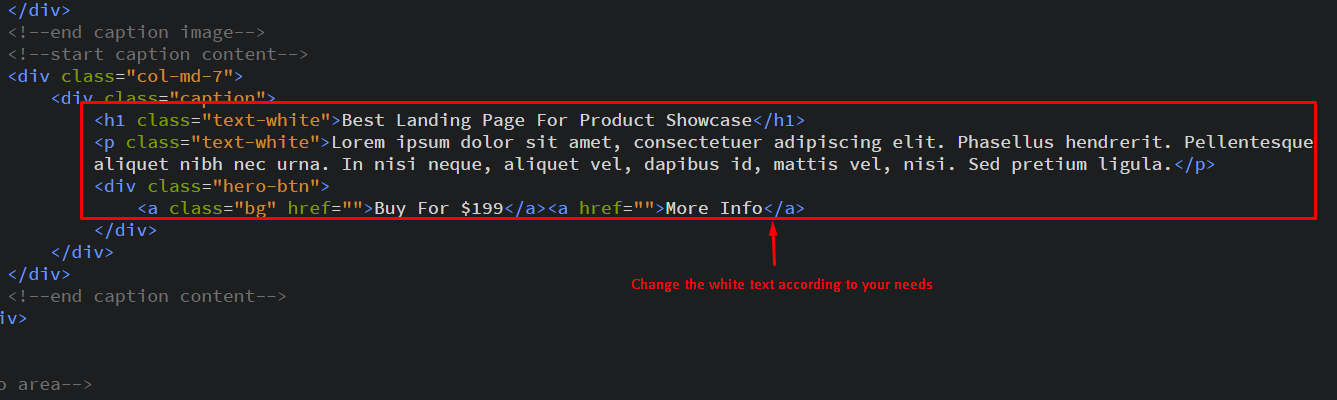 </div>
<!--end caption image-->
<!--start caption content-->
<div class="col-md-7">
<div class="caption">
<h1 class="text-white">Best Landing Page For Product Showcase</h1>
<p class="text-white">Lorem ipsum dolor sit amet, consectetuer adipiscing elit. Phasellus hendrerit. Pellentesque
aliquet nibh nec urna. In nisi neque, aliquet vel, dapibus id, mattis vel, nisi. Sed pretium ligula.</p>
<div class="hero-btn">
<a class="bg" href="">Buy For $199</a><a href="">More Info</a>
</div>
</div>
</div>
Change the white text according to your needs
<!--end caption content-->
iv>
o area-->